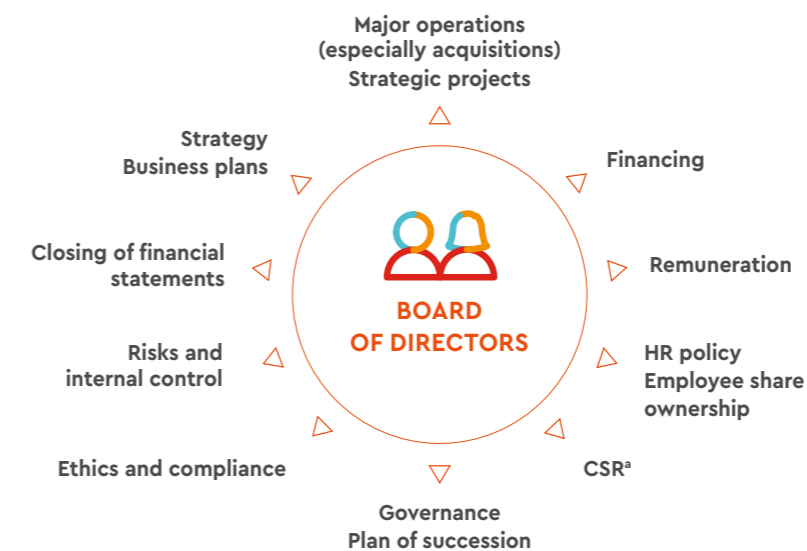 Major operations
(especially acquisitions)
Strategic projects
Strategy
Business plans
Financing
Closing of financial
statements
Remuneration
BOARD
OF DIRECTORS
Risks and
internal control
HR policy
Employee share
ownership
Ethics and compliance
CSRª
Governance
Plan of succession